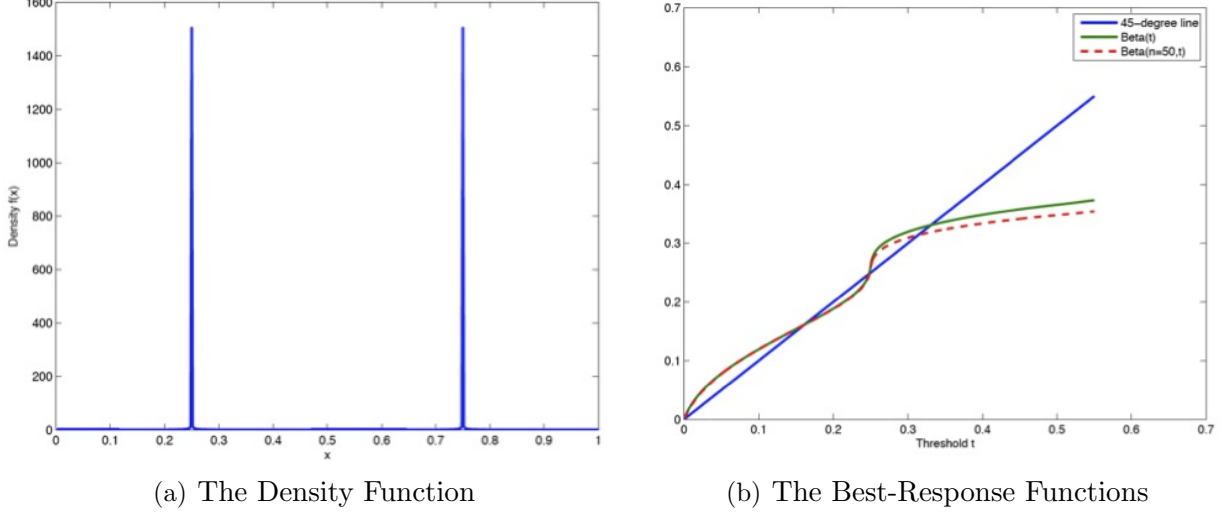 1600
1400
1200
1000
800
600
400
200
0
Density f(x)
0 0.1 0.2 0.3 0.4 0.5 0.6 0.7 0.8 0.9 1
x
(a) The Density Function
0.7
0.6
0.5
0.4
0.3
0.2
0.1
0
45-degree line
Beta(t)
Beta(n=50,t)
0 0.1 0.2 0.3 0.4 0.5 0.6 0.7
Threshold t
(b) The Best-Response Functions